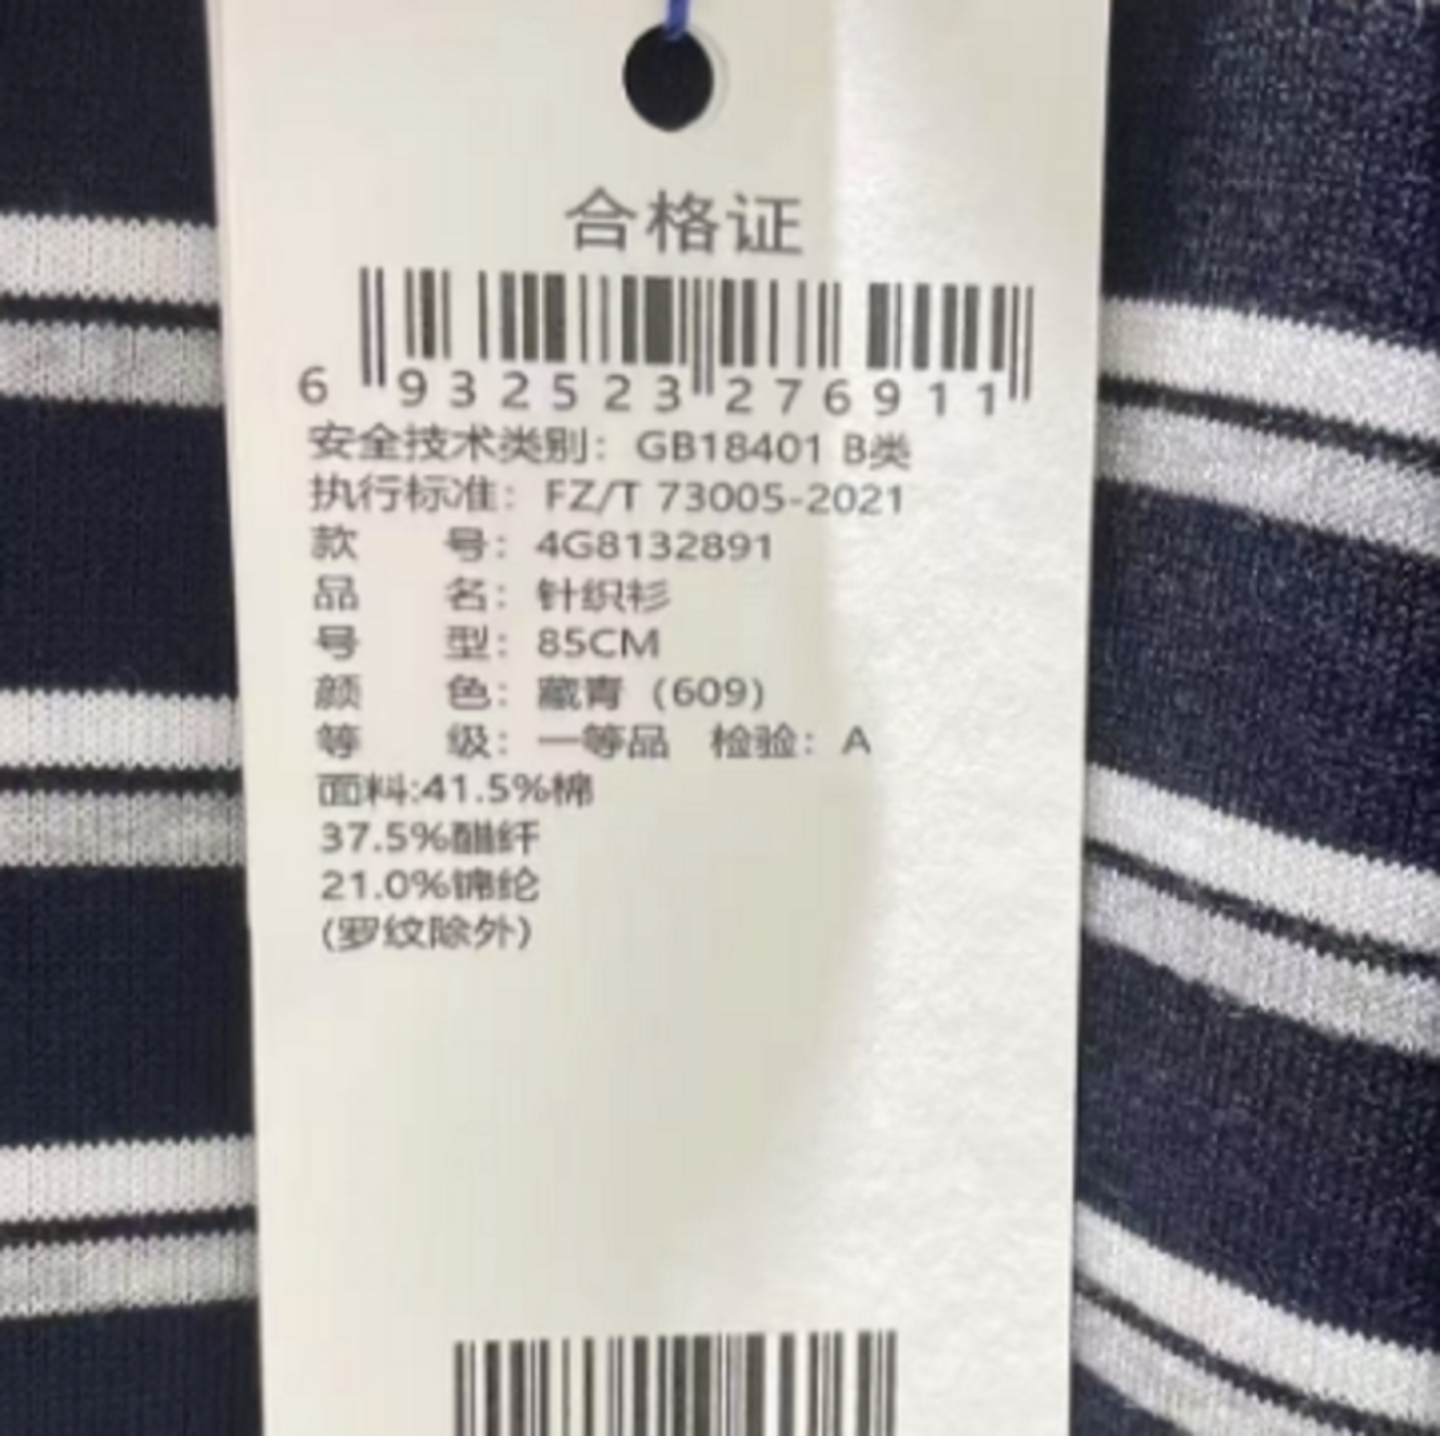 合格证
6 932523 276911
安全技术类别：GB18401 B类
执行标准：FZ/T 73005-2021
款 号：4G8132891
品 名：针织衫
号 型：85CM
颜 色：藏青（609）
等 级：一等品 检验：A
面料:41.5%棉
37.5%醋纤
21.0%锦纶
(罗纹除外)